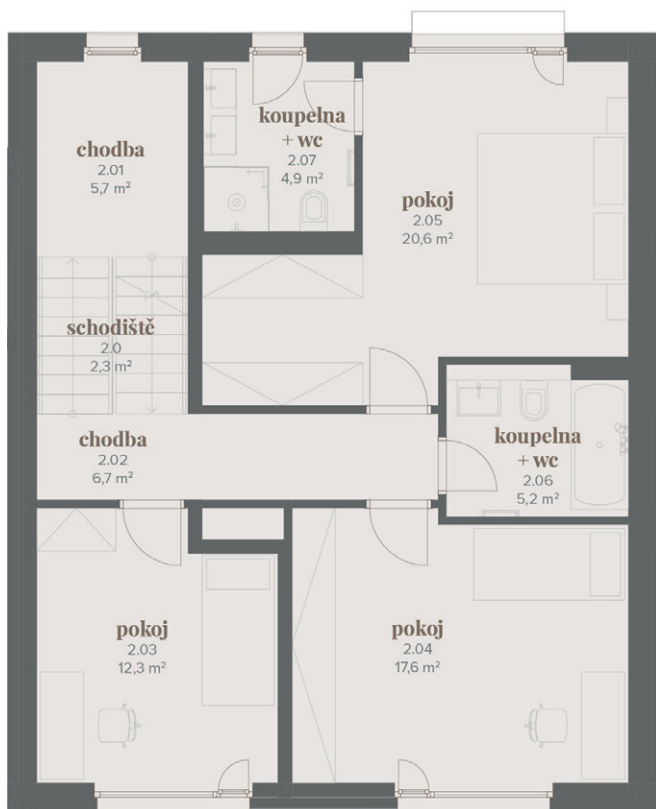 chodba
2.01
5,7 m²
koupelna
+ wc
2.07
4,9 m²
pokoj
2.05
20,6 m²
schodiště
2.0
2,3 m²
chodba
2.02
6,7 m²
koupelna
+ wc
2.06
5,2 m²
pokoj
2.03
12,3 m²
pokoj
2.04
17,6 m²